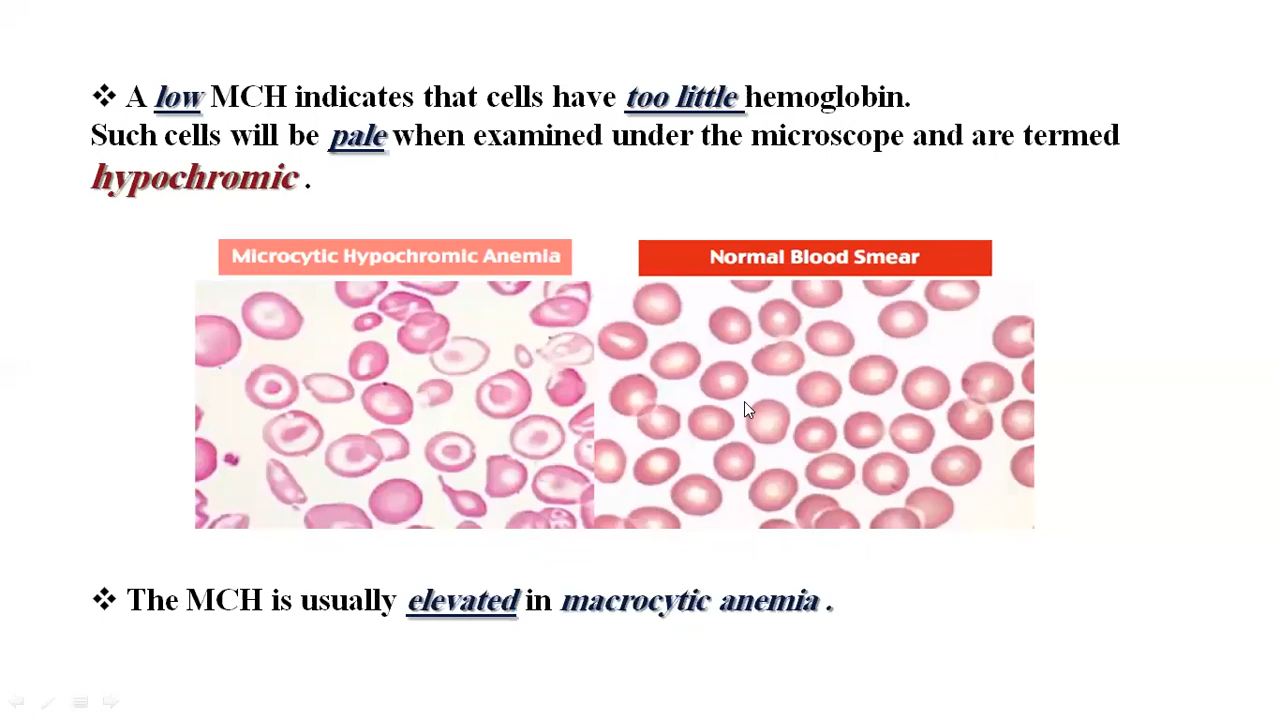 ❖ A low MCH indicates that cells have too little hemoglobin.
Such cells will be pale when examined under the microscope and are termed
hypochromic .
Microcytic Hypochromic Anemia
Normal Blood Smear
❖ The MCH is usually elevated in macrocytic anemia .